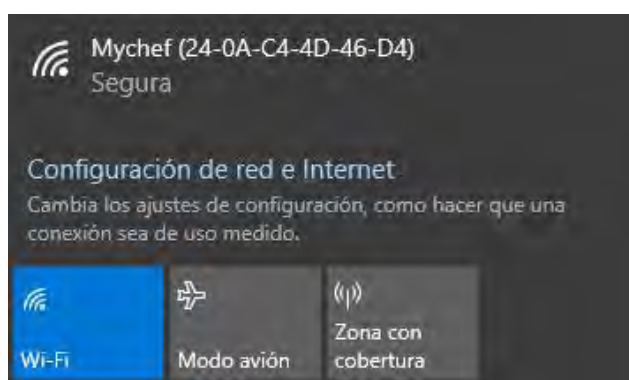 Mychef (24-0A-C4-4D-46-D4)
Segura
Configuración de red e Internet
Cambia los ajustes de configuración, como hacer que una
conexión sea de uso medido.
Wi-Fi
Modo avión
Zona con
cobertura